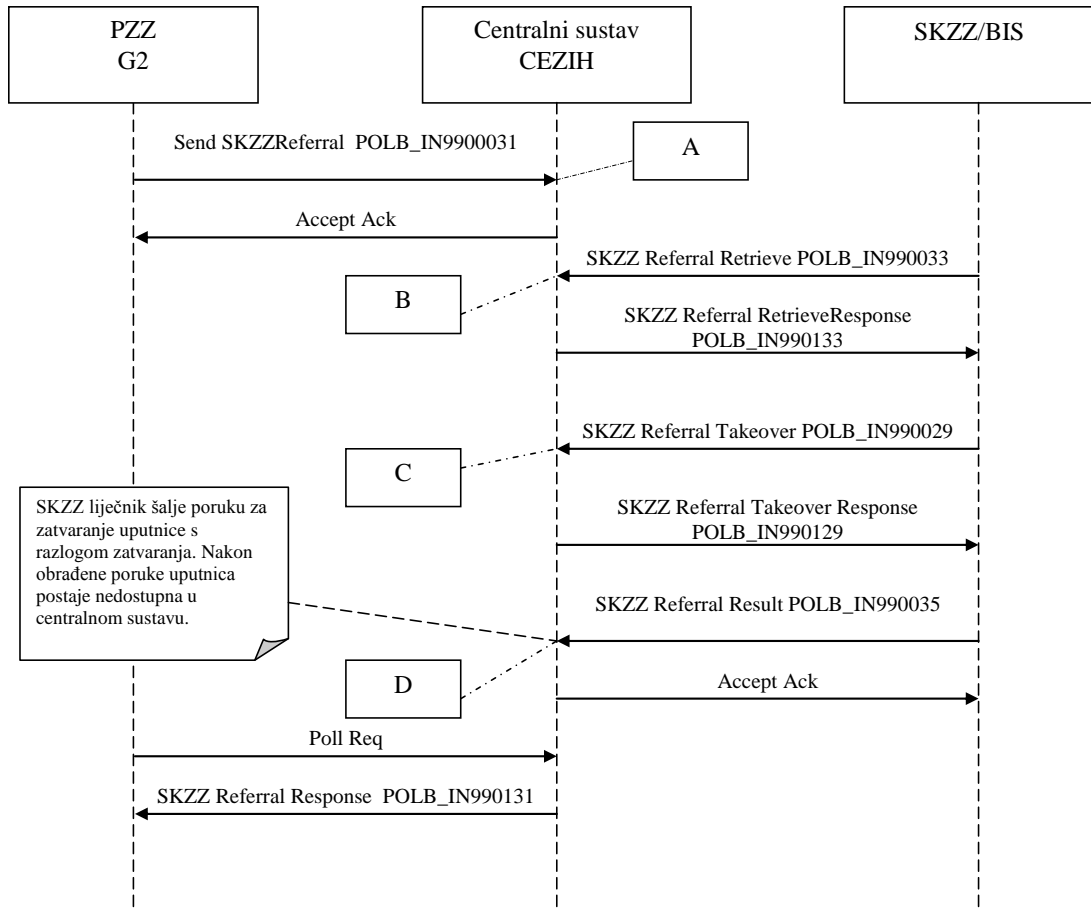 PZZ
G2
Centralni sustav
CEZIH
SKZZ/BIS
Send SKZZReferral POLB_IN9900031
A
Accept Ack
SKZZ Referral Retrieve POLB_IN990033
B
SKZZ Referral RetrieveResponse
POLB_IN990133
SKZZ Referral Takeover POLB_IN990029
C
SKZZ liječnik šalje poruku za
zatvaranje uputnice s
razlogom zatvaranja. Nakon
obrađene poruke uputnica
postaje nedostupna u
centralnom sustavu.
SKZZ Referral Takeover Response
POLB_IN990129
SKZZ Referral Result POLB_IN990035
D
Accept Ack
Poll Req
SKZZ Referral Response POLB_IN990131